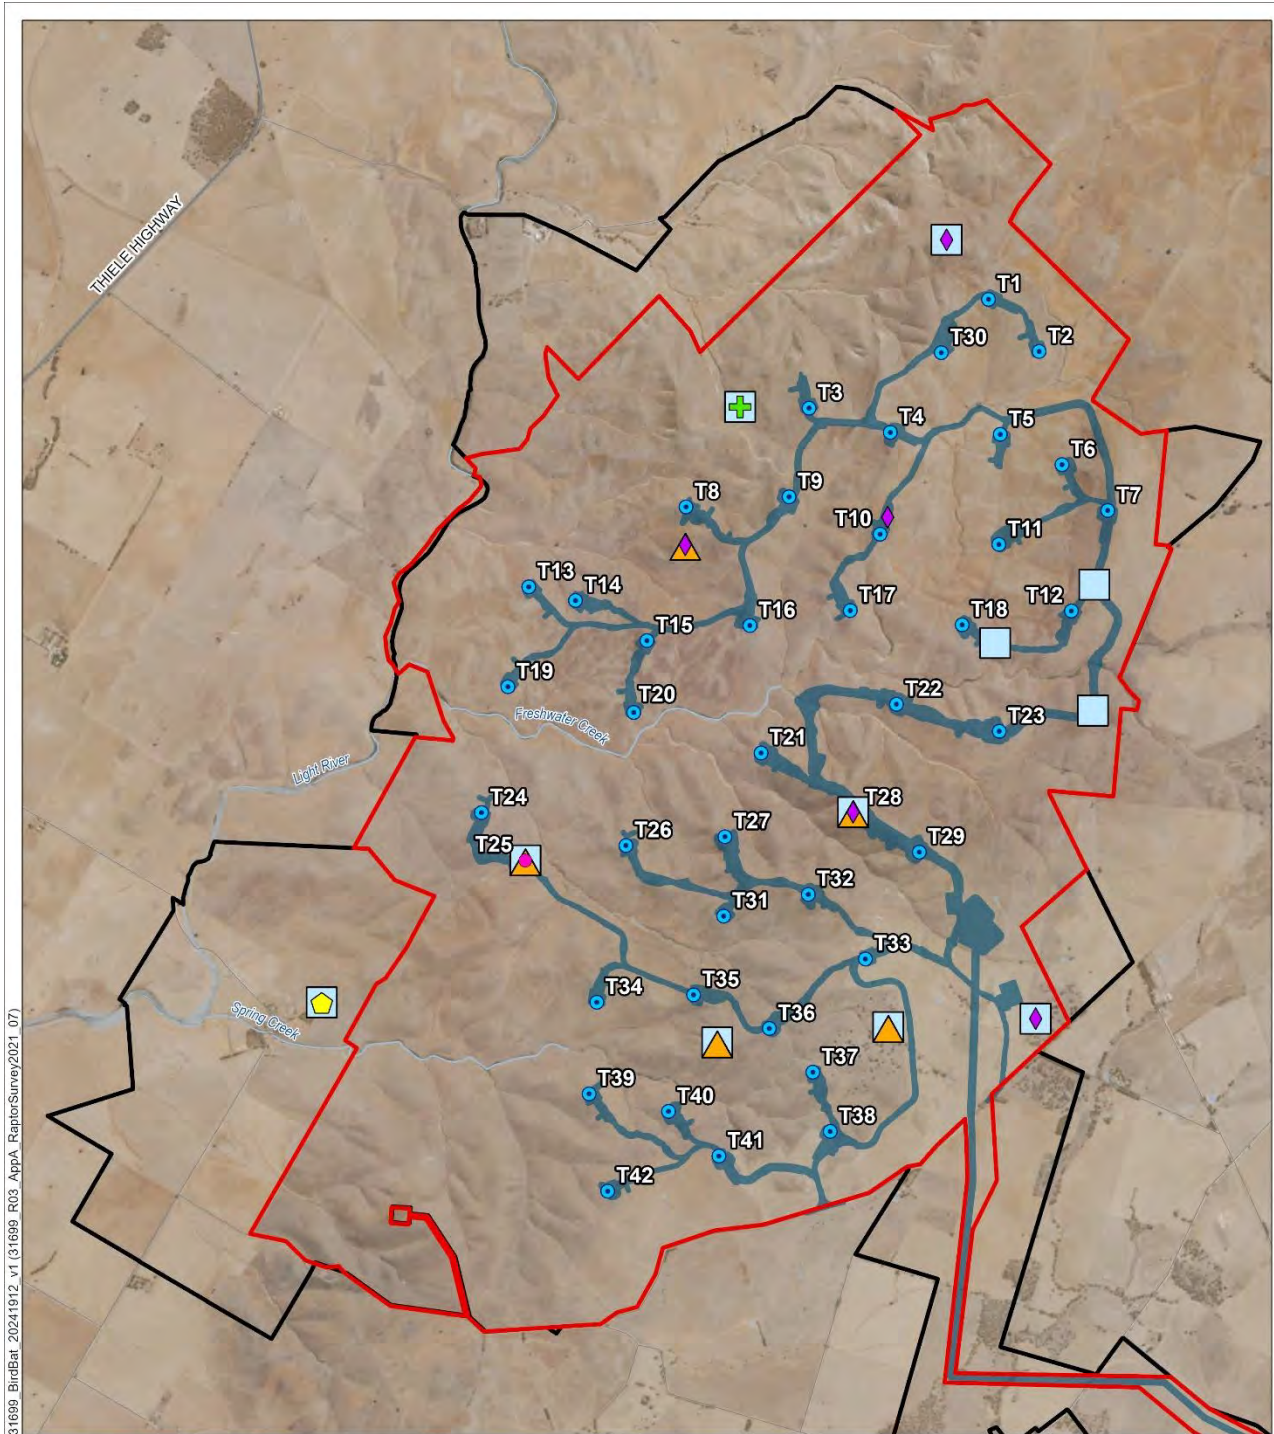 THIELE HIGHWAY
T1
T30
T2
T3
T4
T5
T6
T8
T9
T7
T10
T11
T13
T14
T17
T18
T12
T16
T15
T19
T20
T22
Freshwater Creek
T23
T21
Light River
T24
T28
T25
T26
T27
T29
T32
T31
T33
T34
T35
Spring Creek
T36
T37
T39
T40
T38
T41
T42
31699_BirdBat_20241912_v1 (31699_R03_AppA_RaptorSurvey2021_07)